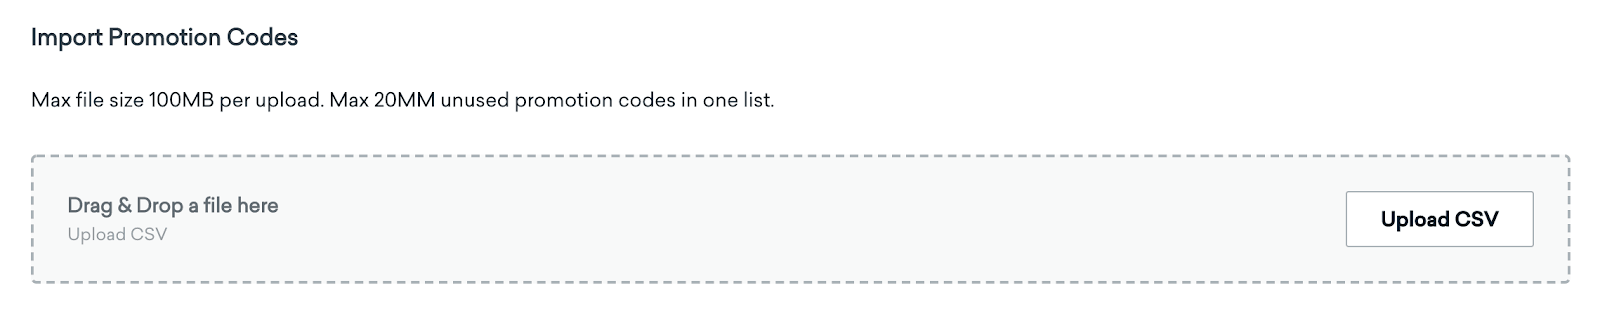 Import Promotion Codes
Max file size 100MB per upload. Max 20MM unused promotion codes in one list.
Drag & Drop a file here
Upload CSV
Upload CSV